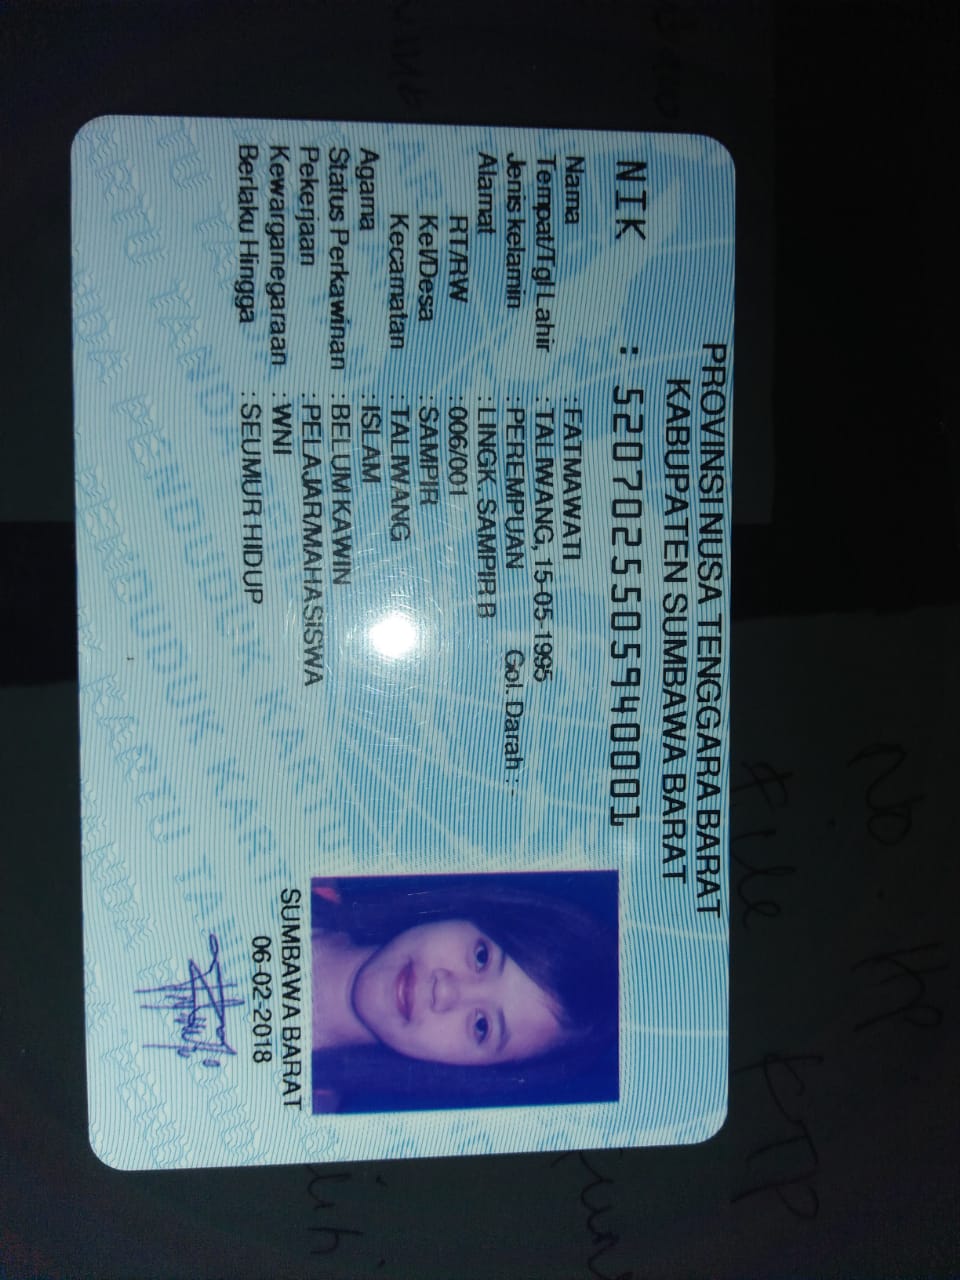 PROVINSI NUSA TENGGARA BARAT
KABUPATEN SUMBAWA BARAT
NIK : 5207025505940001
Nama : FATMAWATI
Tempat/Tgl Lahir : TALIWANG, 15-05-1995
Jenis kelamin : PEREMPUAN Gol. Darah : -
Alamat : LINGK. SAMPIR B
RT/RW : 006/001
Kel/Desa : SAMPIR
Kecamatan : TALIWANG
Agama : ISLAM
Status Perkawinan : BELUM KAWIN
Pekerjaan : PELAJAR/MAHASISWA
Kewarganegaraan : WNI
Berlaku Hingga : SEUMUR HIDUP
SUMBAWA BARAT
06-02-2018
No. Hp
File KTP